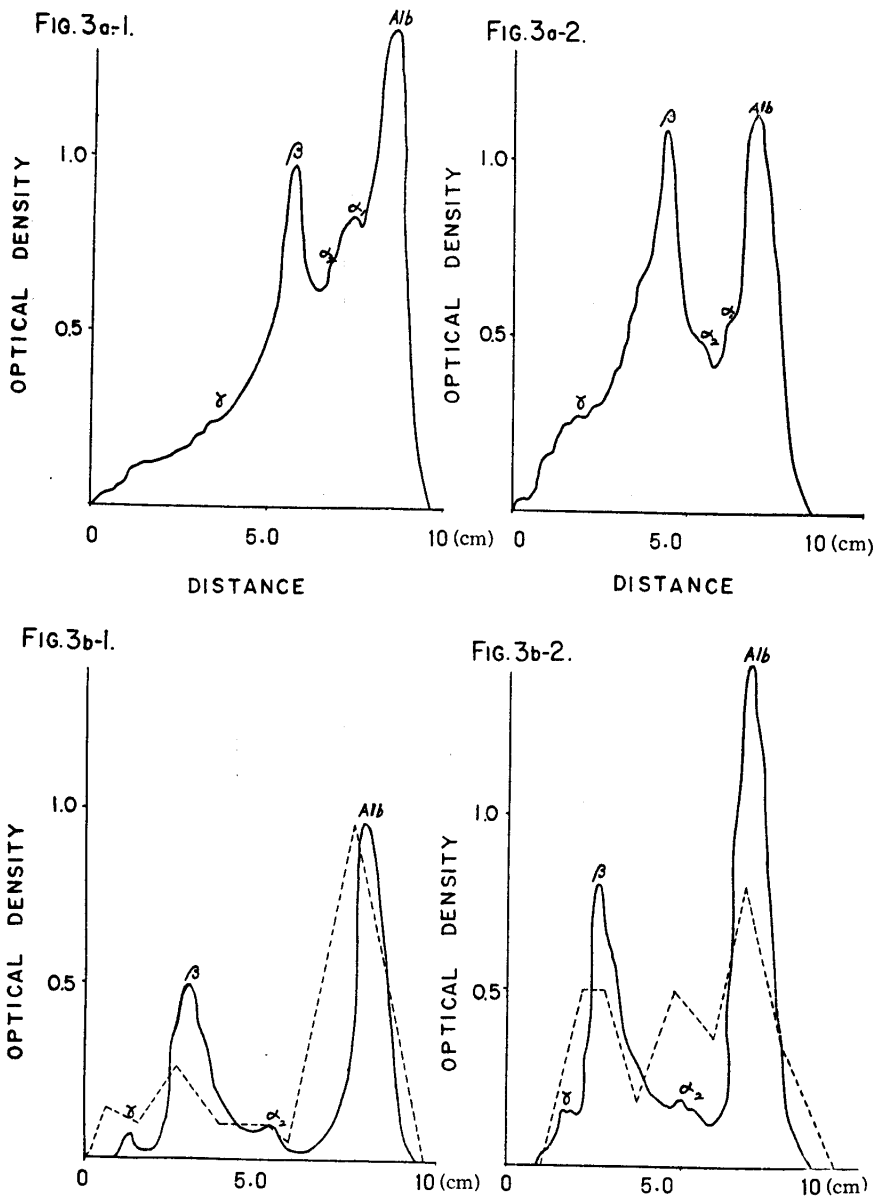 FIG. 3a-1.
Alb
β
α₁
α₂
γ
1.0
0.5
OPTICAL DENSITY
0
5.0
10 (cm)
DISTANCE
FIG. 3a-2.
β
Alb
α₁
α₂
γ
1.0
0.5
OPTICAL DENSITY
0
5.0
10 (cm)
DISTANCE
FIG. 3b-1.
Alb
β
γ
α₂
1.0
0.5
OPTICAL DENSITY
0
5.0
10 (cm)
FIG. 3b-2.
Alb
β
γ
α₂
1.0
0.5
OPTICAL DENSITY
0
5.0
10 (cm)